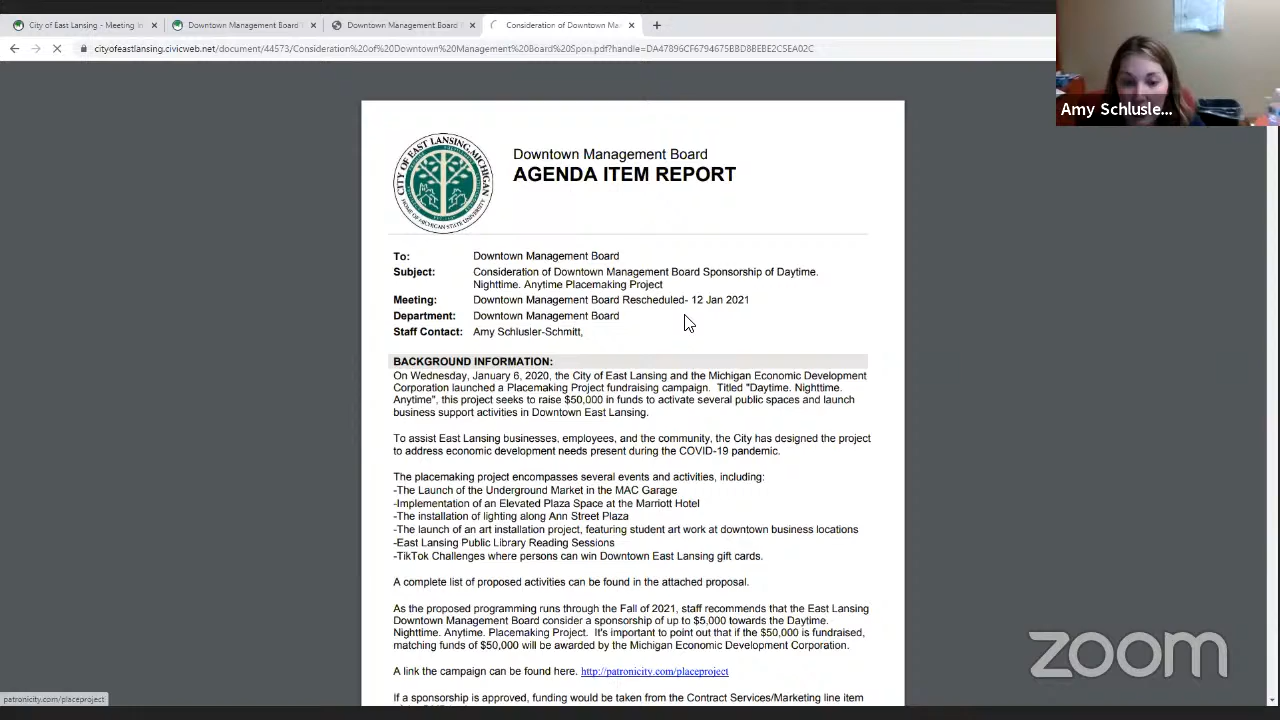 City of East Lansing - Meeting In
Downtown Management Board
Downtown Management Board
Consideration of Downtown Ma
cityofeastlansing.civicweb.net/document/44573/Consideration%20of%20Downtown%20Management%20Board%20Spon.pdf?handle=DA47896CF6794675BBD8BEBE2C5EA02C
Amy Schlusle...
CITY OF EAST LANSING, MICHIGAN
HOME OF MICHIGAN STATE UNIVERSITY
Downtown Management Board
AGENDA ITEM REPORT
To: Downtown Management Board
Subject: Consideration of Downtown Management Board Sponsorship of Daytime.
Nighttime. Anytime Placemaking Project
Meeting: Downtown Management Board Rescheduled- 12 Jan 2021
Department: Downtown Management Board
Staff Contact: Amy Schlusler-Schmitt,
BACKGROUND INFORMATION:
On Wednesday, January 6, 2020, the City of East Lansing and the Michigan Economic Development
Corporation launched a Placemaking Project fundraising campaign. Titled "Daytime. Nighttime.
Anytime", this project seeks to raise $50,000 in funds to activate several public spaces and launch
business support activities in Downtown East Lansing.
To assist East Lansing businesses, employees, and the community, the City has designed the project
to address economic development needs present during the COVID-19 pandemic.
The placemaking project encompasses several events and activities, including:
-The Launch of the Underground Market in the MAC Garage
-Implementation of an Elevated Plaza Space at the Marriott Hotel
-The installation of lighting along Ann Street Plaza
-The launch of an art installation project, featuring student art work at downtown business locations
-East Lansing Public Library Reading Sessions
-TikTok Challenges where persons can win Downtown East Lansing gift cards.
A complete list of proposed activities can be found in the attached proposal.
As the proposed programming runs through the Fall of 2021, staff recommends that the East Lansing
Downtown Management Board consider a sponsorship of up to $5,000 towards the Daytime.
Nighttime. Anytime. Placemaking Project. It's important to point out that if the $50,000 is fundraised,
matching funds of $50,000 will be awarded by the Michigan Economic Development Corporation.
A link the campaign can be found here. http://patronicity.com/placeproject
If a sponsorship is approved, funding would be taken from the Contract Services/Marketing line item
zoom
patronicity.com/placeproject